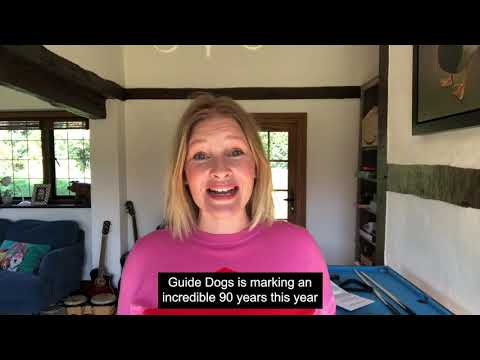 Guide Dogs is marking an
incredible 90 years this year